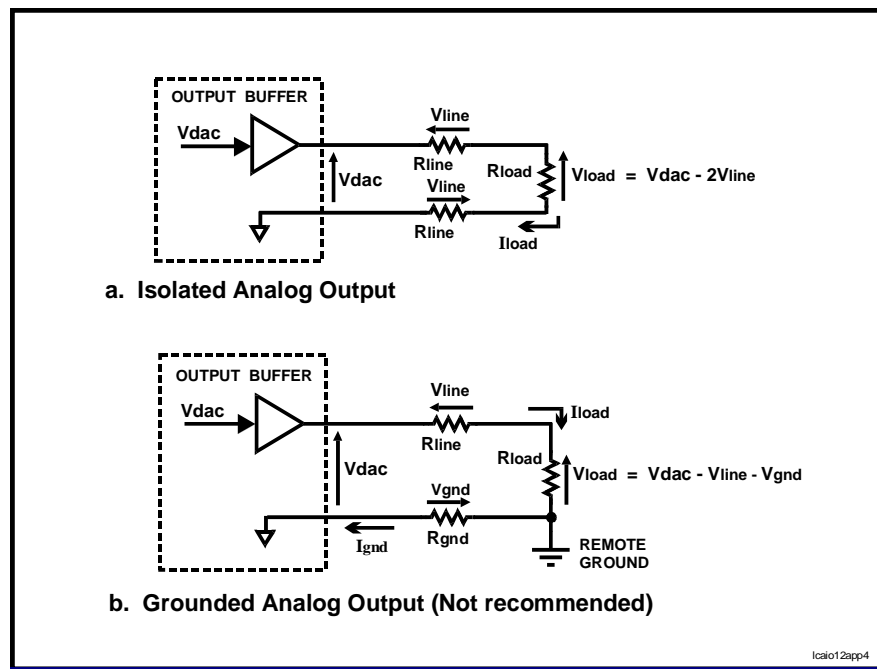 OUTPUT BUFFER
Vdac
Vline
Rline
Vdac
Vline
Rline
Rload
Vload = Vdac - 2Vline
Iload
a. Isolated Analog Output
OUTPUT BUFFER
Vdac
Vline
Rline
Iload
Vdac
Rload
Vload = Vdac - Vline - Vgnd
Vgnd
Rgnd
Ignd
REMOTE
GROUND
b. Grounded Analog Output (Not recommended)
lcaio12app4